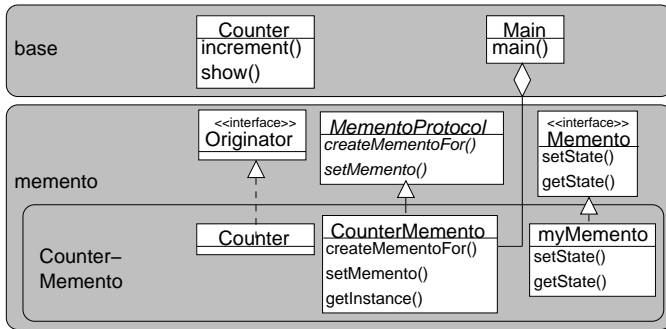 base
Counter
increment()
show()
Main
main()
memento
<<interface>>
Originator
MementoProtocol
createMementoFor()
setMemento()
<<interface>>
Memento
setState()
getState()
Counter–
Memento
Counter
CounterMemento
createMementoFor()
setMemento()
getInstance()
myMemento
setState()
getState()